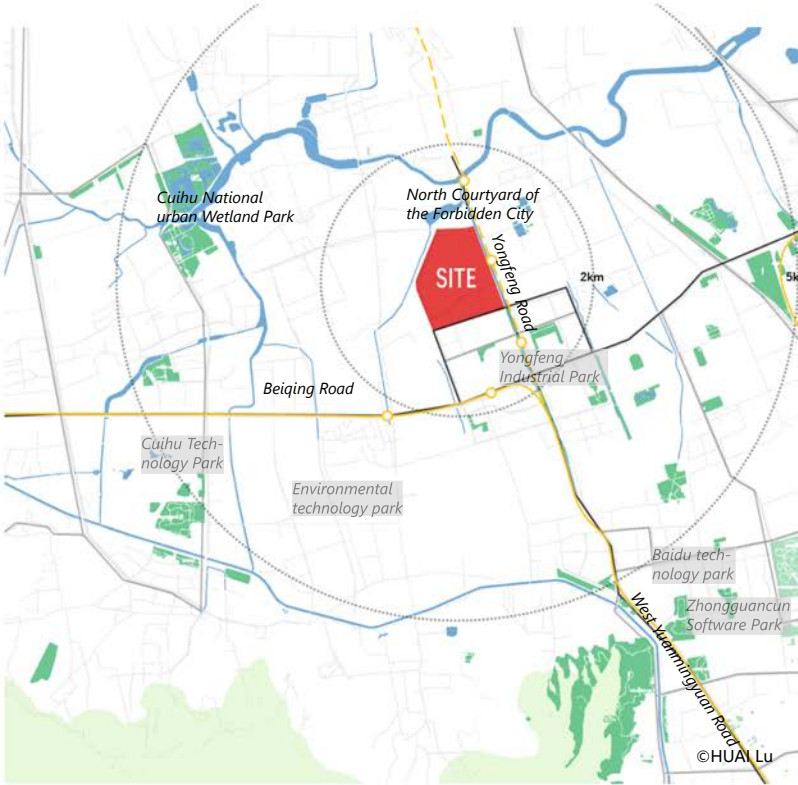 Cuihu National
urban Wetland Park
North Courtyard of
the Forbidden City
SITE
Yongfeng Road
2km
5k
Yongfeng
Industrial Park
Beiqing Road
Cuihu Tech-
nology Park
Environmental
technology park
Baidu tech-
nology park
Zhongguancun
Software Park
West Yuanmingyuan Road
©HUAI Lu